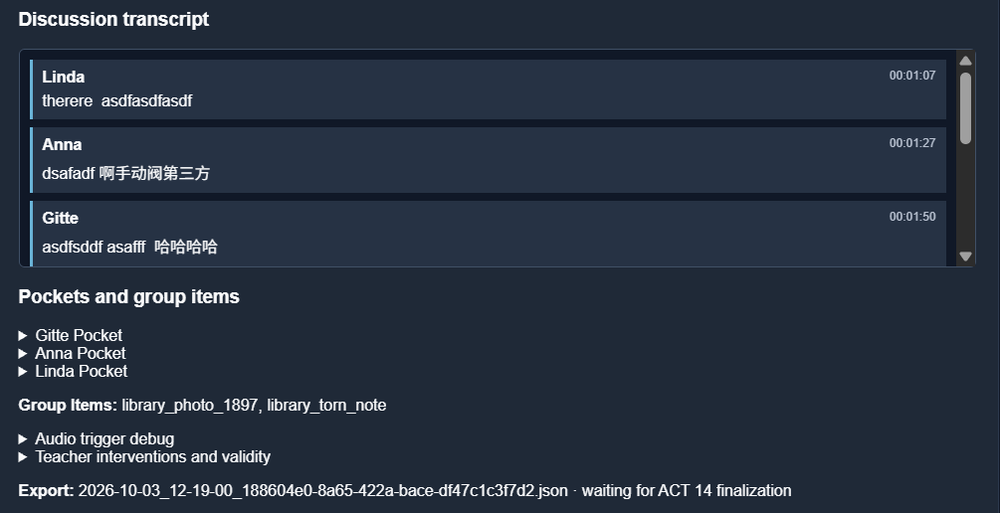 Discussion transcript
Linda 00:01:07
therere  asdfasdfasdf
Anna 00:01:27
dsafadf 啊手动阀第三方
Gitte 00:01:50
asdfsddf asafff  哈哈哈哈
Pockets and group items
▶ Gitte Pocket
▶ Anna Pocket
▶ Linda Pocket
Group Items: library_photo_1897, library_torn_note
▶ Audio trigger debug
▶ Teacher interventions and validity
Export: 2026-10-03_12-19-00_188604e0-8a65-422a-bace-df47c1c3f7d2.json · waiting for ACT 14 finalization